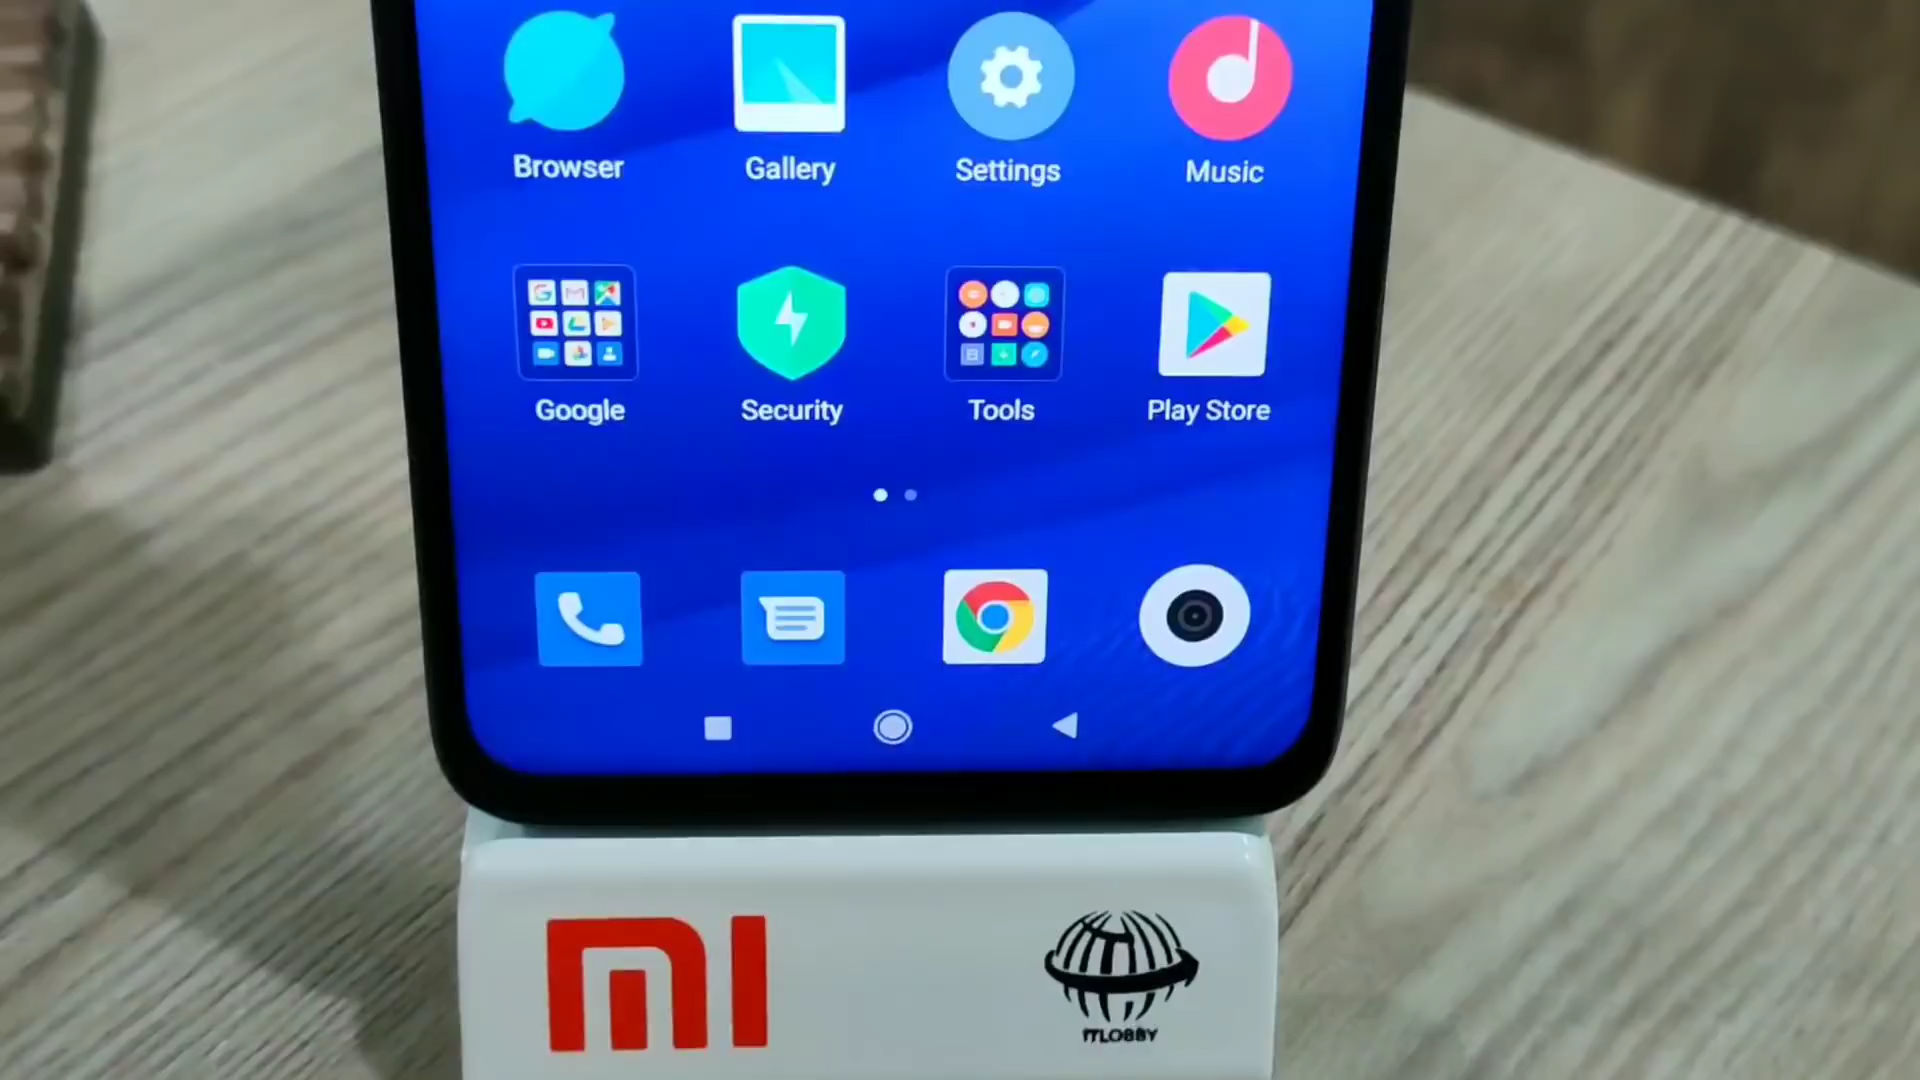 Browser
Gallery
Settings
Music
Google
Security
Tools
Play Store
MI
ITLOBBY